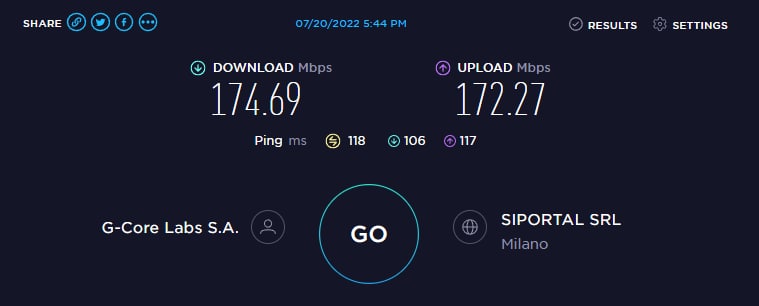 SHARE 07/20/2022 5:44 PM RESULTS SETTINGS
DOWNLOAD Mbps UPLOAD Mbps
174.69 172.27
Ping ms 118 106 117
G-Core Labs S.A. GO SIPORTAL SRL
Milano